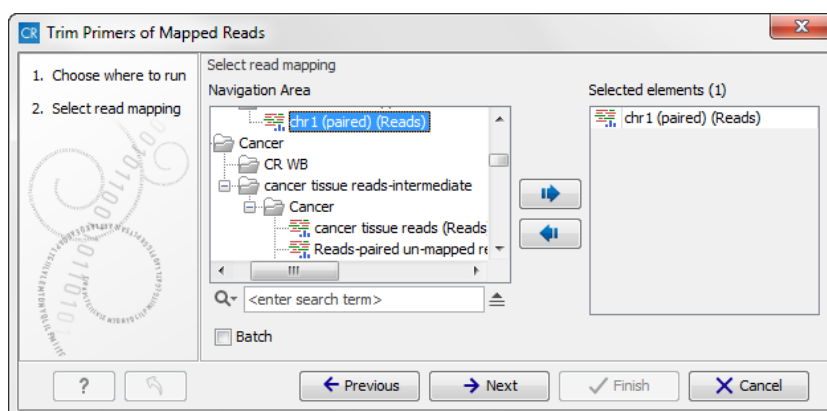 CR Trim Primers of Mapped Reads
1. Choose where to run
2. Select read mapping
Select read mapping
Navigation Area
chr1 (paired) (Reads)
Cancer
CR WB
cancer tissue reads-intermediate
Cancer
cancer tissue reads (Reads
Reads-paired un-mapped re
<enter search term>
Batch
Selected elements (1)
chr1 (paired) (Reads)
?
Previous
Next
Finish
Cancel